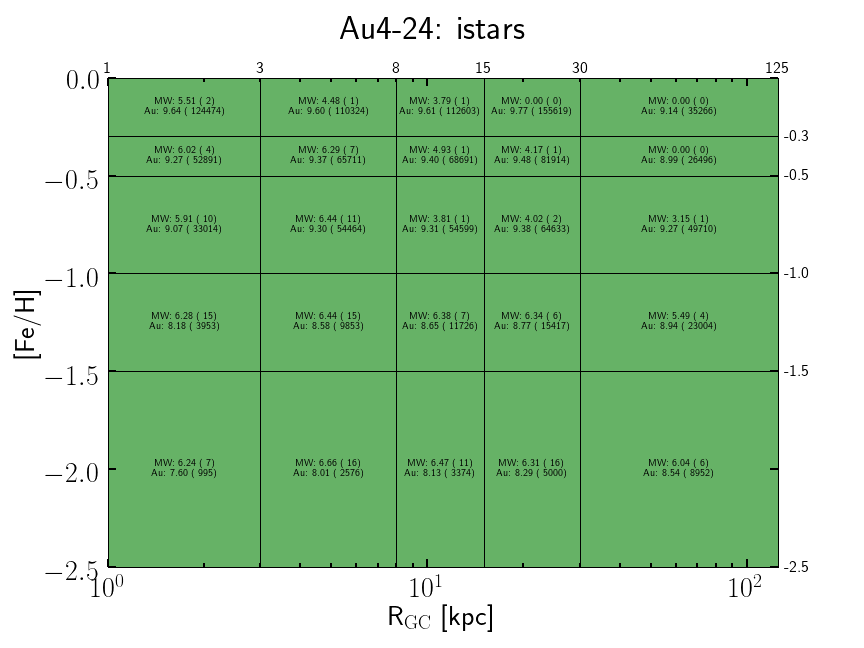 Au4-24: istars
1 3 8 15 30 125
0.0
MW: 5.51 ( 2) MW: 4.48 ( 1) MW: 3.79 ( 1) MW: 0.00 ( 0) MW: 0.00 ( 0)
Au: 9.64 ( 124474) Au: 9.60 ( 110324) Au: 9.61 ( 112603) Au: 9.77 ( 155619) Au: 9.14 ( 35266)
-0.3
MW: 6.02 ( 4) MW: 6.29 ( 7) MW: 4.93 ( 1) MW: 4.17 ( 1) MW: 0.00 ( 0)
Au: 9.27 ( 52891) Au: 9.37 ( 65711) Au: 9.40 ( 68691) Au: 9.48 ( 81914) Au: 8.99 ( 26496)
−0.5 -0.5
MW: 5.91 ( 10) MW: 6.44 ( 11) MW: 3.81 ( 1) MW: 4.02 ( 2) MW: 3.15 ( 1)
Au: 9.07 ( 33014) Au: 9.30 ( 54464) Au: 9.31 ( 54599) Au: 9.38 ( 64633) Au: 9.27 ( 49710)
−1.0 -1.0
MW: 6.28 ( 15) MW: 6.44 ( 15) MW: 6.38 ( 7) MW: 6.34 ( 6) MW: 5.49 ( 4)
Au: 8.18 ( 3953) Au: 8.58 ( 9853) Au: 8.65 ( 11726) Au: 8.77 ( 15417) Au: 8.94 ( 23004)
[Fe/H]
−1.5 -1.5
MW: 6.24 ( 7) MW: 6.66 ( 16) MW: 6.47 ( 11) MW: 6.31 ( 16) MW: 6.04 ( 6)
Au: 7.60 ( 995) Au: 8.01 ( 2576) Au: 8.13 ( 3374) Au: 8.29 ( 5000) Au: 8.54 ( 8952)
−2.0
−2.5 -2.5
10⁰ 10¹ 10²
R_GC [kpc]